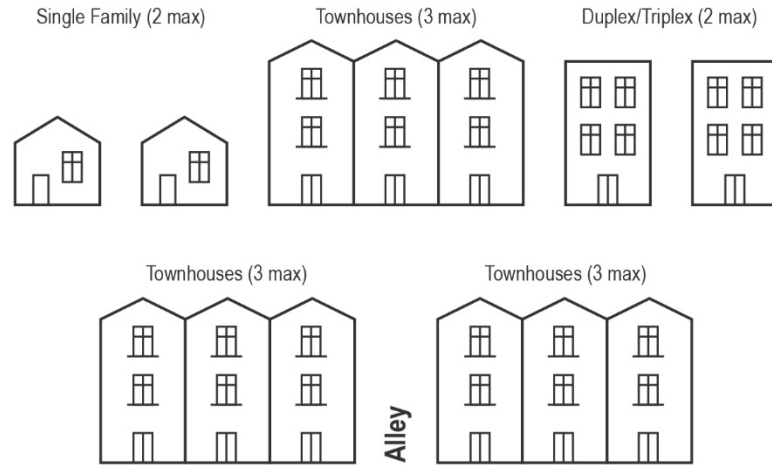 Single Family (2 max)
Townhouses (3 max)
Duplex/Triplex (2 max)
Townhouses (3 max)
Townhouses (3 max)
Alley